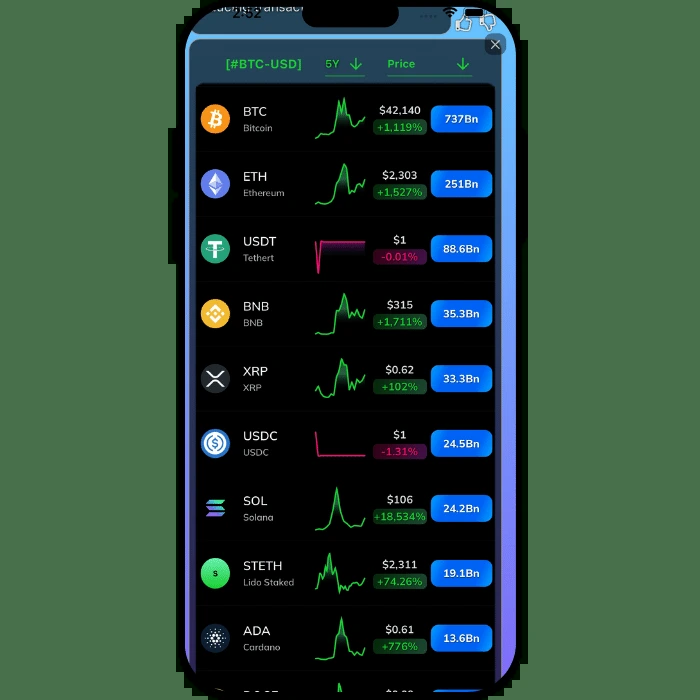 2:52
[#BTC-USD] 5Y Price
BTC $42,140
Bitcoin +1,119% 737Bn
ETH $2,303
Ethereum +1,527% 251Bn
USDT $1
Tethert -0.01% 88.6Bn
BNB $315
BNB +1,711% 35.3Bn
XRP $0.62
XRP +102% 33.3Bn
USDC $1
USDC -1.31% 24.5Bn
SOL $106
Solana +18,534% 24.2Bn
S
STETH $2,311
Lido Staked +74.26% 19.1Bn
ADA $0.61
Cardano +776% 13.6Bn